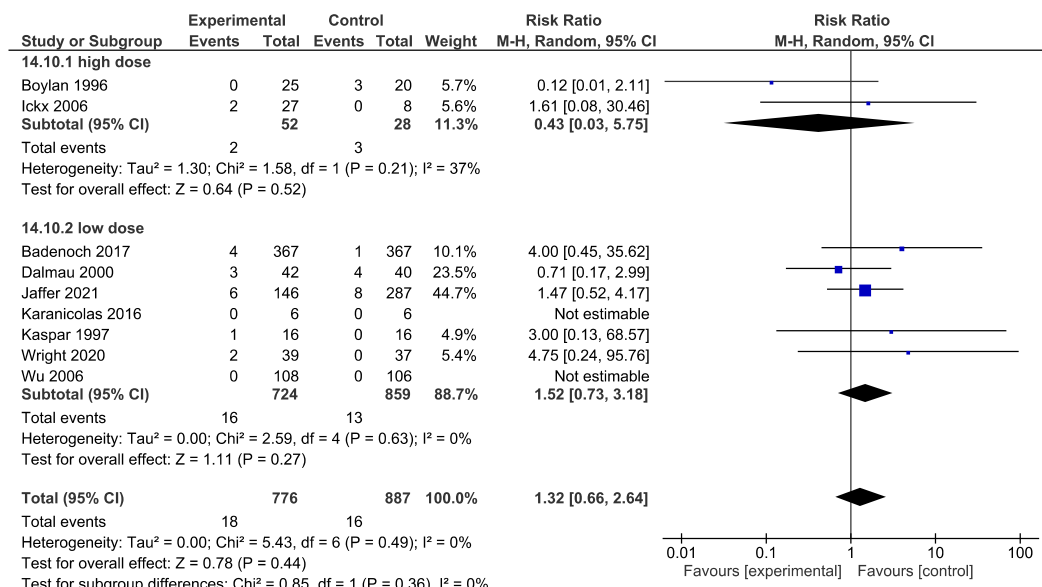 Experimental Control Risk Ratio Risk Ratio
Study or Subgroup Events Total Events Total Weight M-H, Random, 95% CI M-H, Random, 95% CI
14.10.1 high dose
Boylan 1996 0 25 3 20 5.7% 0.12 [0.01, 2.11]
Ickx 2006 2 27 0 8 5.6% 1.61 [0.08, 30.46]
Subtotal (95% CI) 52 28 11.3% 0.43 [0.03, 5.75]
Total events 2 3
Heterogeneity: Tau² = 1.30; Chi² = 1.58, df = 1 (P = 0.21); I² = 37%
Test for overall effect: Z = 0.64 (P = 0.52)
14.10.2 low dose
Badenoch 2017 4 367 1 367 10.1% 4.00 [0.45, 35.62]
Dalmau 2000 3 42 4 40 23.5% 0.71 [0.17, 2.99]
Jaffer 2021 6 146 8 287 44.7% 1.47 [0.52, 4.17]
Karanicolas 2016 0 6 0 6 Not estimable
Kaspar 1997 1 16 0 16 4.9% 3.00 [0.13, 68.57]
Wright 2020 2 39 0 37 5.4% 4.75 [0.24, 95.76]
Wu 2006 0 108 0 106 Not estimable
Subtotal (95% CI) 724 859 88.7% 1.52 [0.73, 3.18]
Total events 16 13
Heterogeneity: Tau² = 0.00; Chi² = 2.59, df = 4 (P = 0.63); I² = 0%
Test for overall effect: Z = 1.11 (P = 0.27)
Total (95% CI) 776 887 100.0% 1.32 [0.66, 2.64]
Total events 18 16
Heterogeneity: Tau² = 0.00; Chi² = 5.43, df = 6 (P = 0.49); I² = 0%
Test for overall effect: Z = 0.78 (P = 0.44)
Test for subgroup differences: Chi² = 0.85, df = 1 (P = 0.36), I² = 0%
0.01 0.1 1 10 100
Favours [experimental] Favours [control]